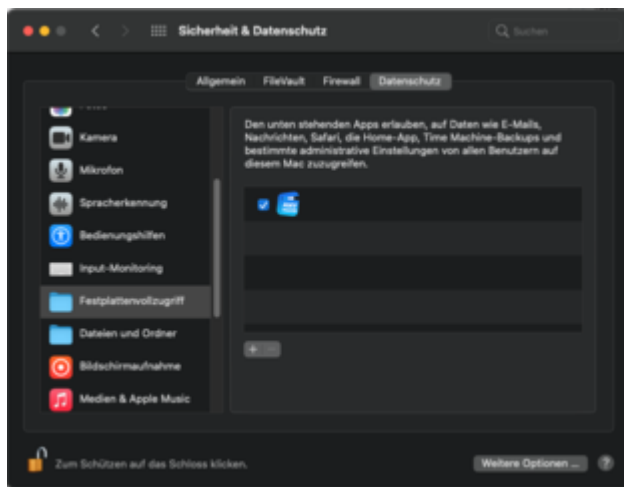 Sicherheit & Datenschutz
Suchen
Allgemein FileVault Firewall Datenschutz
Fotos
Kamera
Mikrofon
Spracherkennung
Bedienungshilfen
Input-Monitoring
Festplattenvollzugriff
Dateien und Ordner
Bildschirmaufnahme
Medien & Apple Music
Den unten stehenden Apps erlauben, auf Daten wie E-Mails,
Nachrichten, Safari, die Home-App, Time Machine-Backups und
bestimmte administrative Einstellungen von allen Benutzern auf
diesem Mac zuzugreifen.
+ −
Zum Schützen auf das Schloss klicken.
Weitere Optionen ...
?